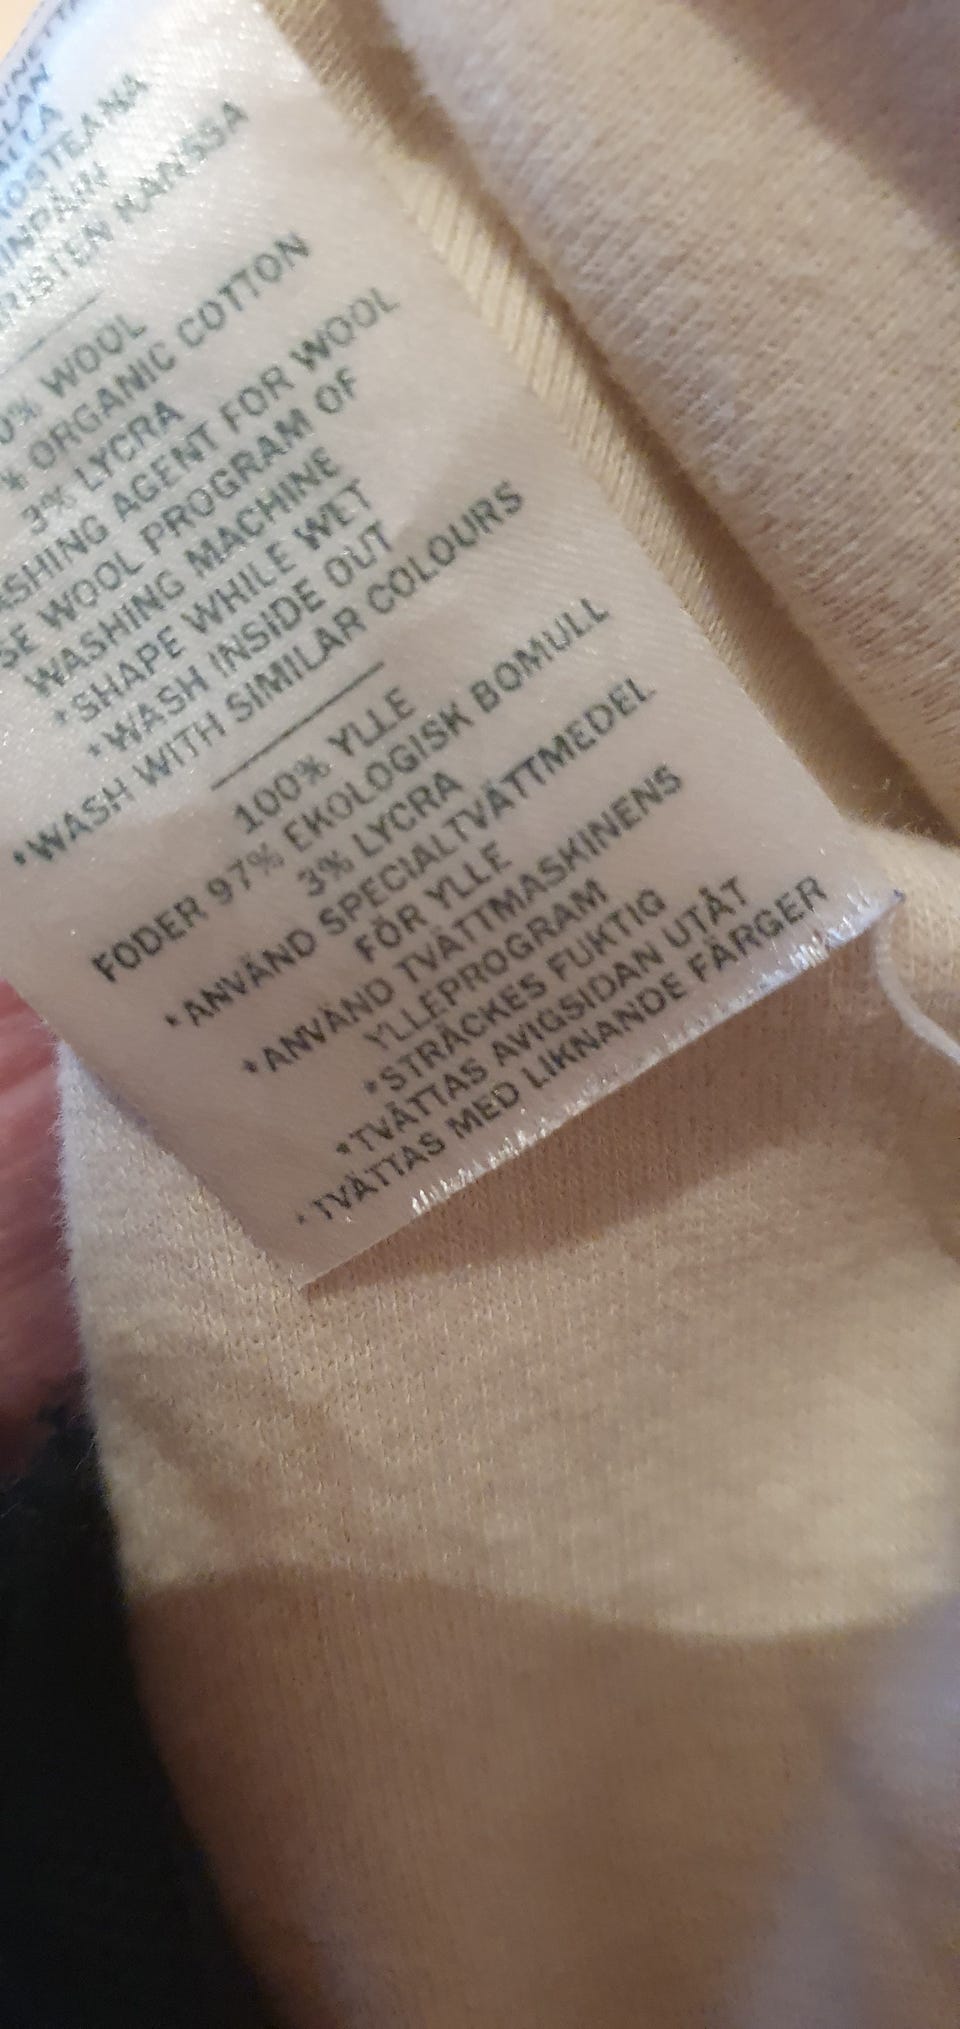 ROSTEANA
KANSSA
WOOL
ORGANIC COTTON
3% LYCRA
AGENT FOR WOOL
WOOL PROGRAM OF
WASHING MACHINE
*SHAPE WHILE WET
*WASH INSIDE OUT
*WASH WITH SIMILAR COLOURS
100% YLLE
FODER 97% EKOLOGISK BOMULL
3% LYCRA
*ANVÄND SPECIALTVÄTTMEDEL
FÖR YLLE
*ANVÄND TVÄTTMASKINENS
YLLEPROGRAM
*STRÄCKES FUKTIG
*TVÄTTAS AVIGSIDAN UTÅT
*TVÄTTAS MED LIKNANDE FÄRGER